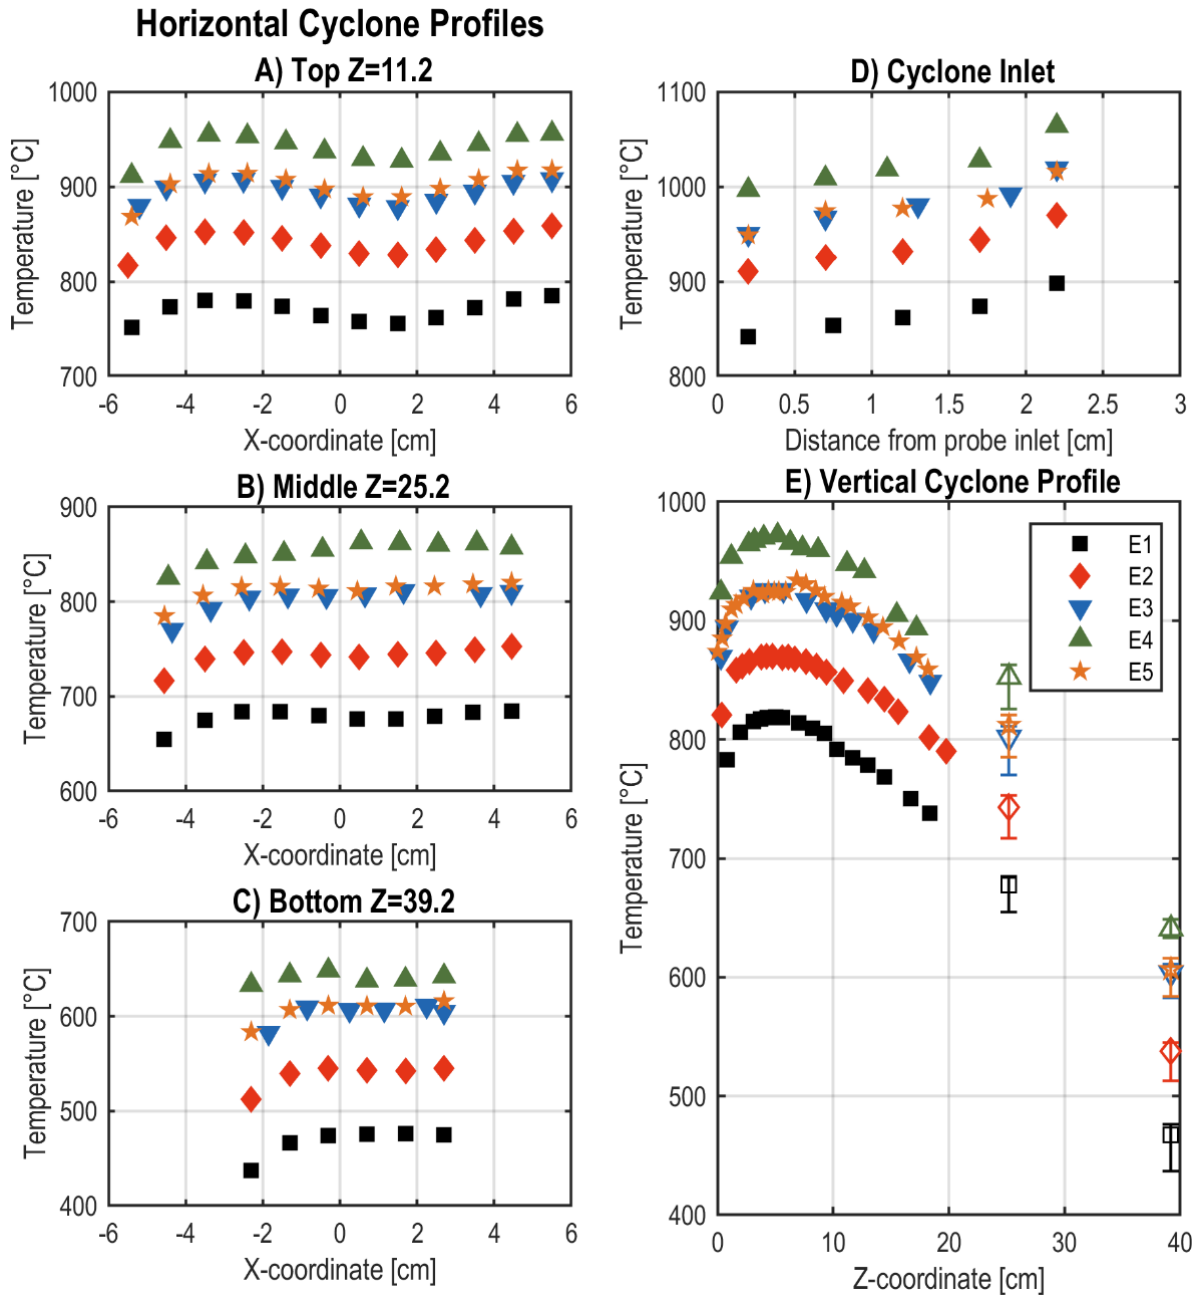 Horizontal Cyclone Profiles
A) Top Z=11.2
1000
900
800
700
Temperature [°C]
-6 -4 -2 0 2 4 6
X-coordinate [cm]
B) Middle Z=25.2
900
800
700
600
Temperature [°C]
-6 -4 -2 0 2 4 6
X-coordinate [cm]
C) Bottom Z=39.2
700
600
500
400
Temperature [°C]
-6 -4 -2 0 2 4 6
X-coordinate [cm]
D) Cyclone Inlet
1100
1000
900
800
Temperature [°C]
0 0.5 1 1.5 2 2.5 3
Distance from probe inlet [cm]
E) Vertical Cyclone Profile
1000
900
800
700
600
500
400
Temperature [°C]
E1
E2
E3
E4
E5
0 10 20 30 40
Z-coordinate [cm]